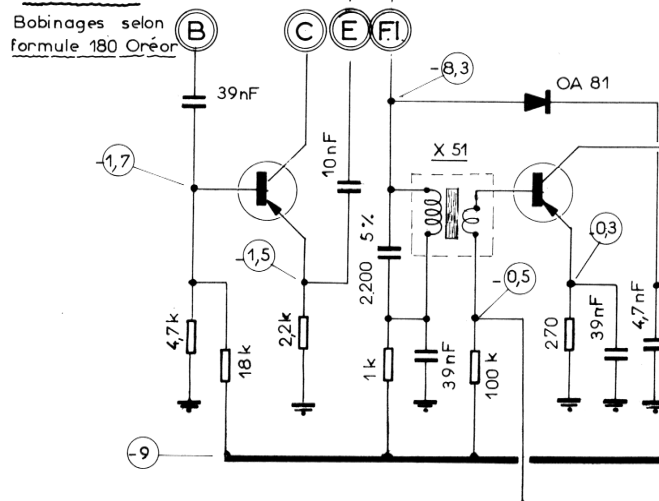 Bobinages selon
formule 180 Oréor
B
C
E
F.I.
-8,3
OA 81
39nF
10nF
X 51
-1,7
5%
2.200
-1,5
-0,3
-0,5
4,7k
18k
2,2k
1k
39nF
100k
270
39nF
4,7nF
-9